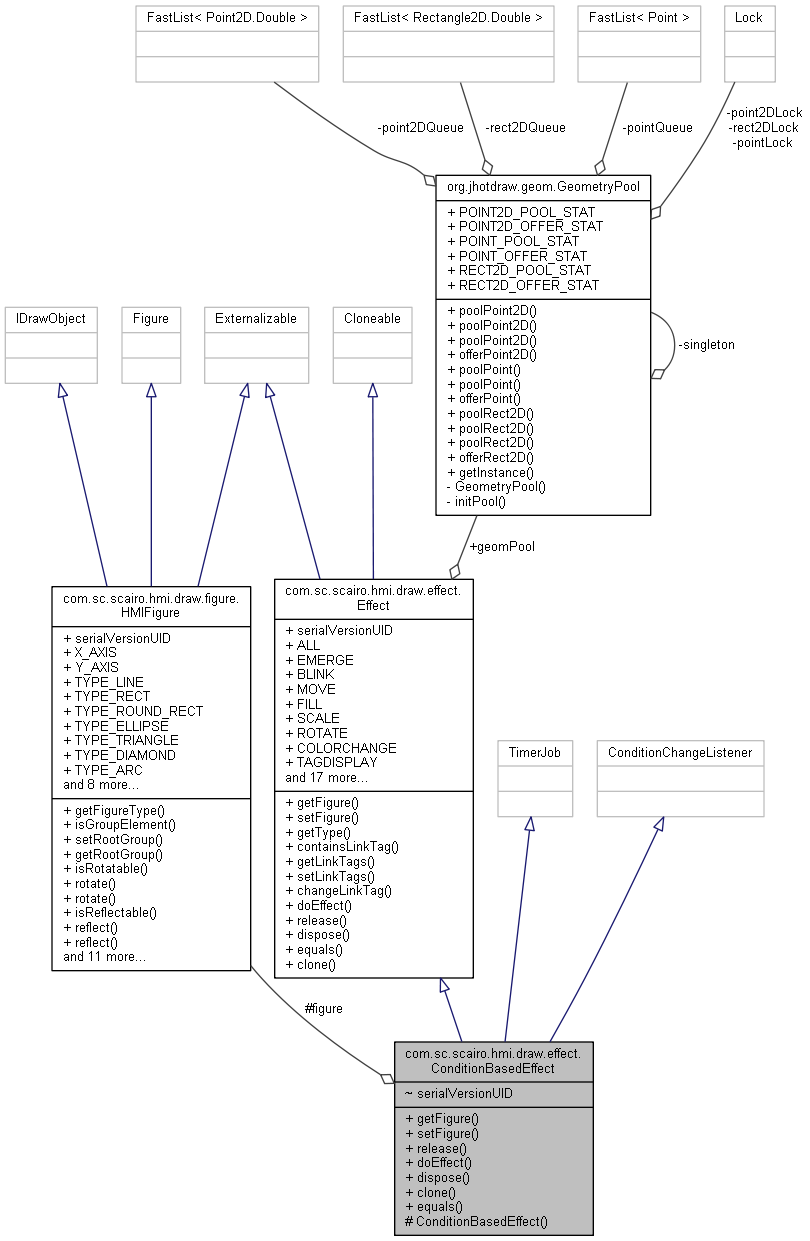 FastList< Point2D.Double >
FastList< Rectangle2D.Double >
FastList< Point >
Lock
-point2DQueue
-rect2DQueue
-pointQueue
-point2DLock
-rect2DLock
-pointLock
org.jhotdraw.geom.GeometryPool
+ POINT2D_POOL_STAT
+ POINT2D_OFFER_STAT
+ POINT_POOL_STAT
+ POINT_OFFER_STAT
+ RECT2D_POOL_STAT
+ RECT2D_OFFER_STAT
+ poolPoint2D()
+ poolPoint2D()
+ poolPoint2D()
+ offerPoint2D()
+ poolPoint()
+ poolPoint()
+ offerPoint()
+ poolRect2D()
+ poolRect2D()
+ poolRect2D()
+ offerRect2D()
+ getInstance()
- GeometryPool()
- initPool()
-singleton
IDrawObject
Figure
Externalizable
Cloneable
+geomPool
com.sc.scairo.hmi.draw.figure.
HMIFigure
+ serialVersionUID
+ X_AXIS
+ Y_AXIS
+ TYPE_LINE
+ TYPE_RECT
+ TYPE_ROUND_RECT
+ TYPE_ELLIPSE
+ TYPE_TRIANGLE
+ TYPE_DIAMOND
+ TYPE_ARC
and 8 more...
+ getFigureType()
+ isGroupElement()
+ setRootGroup()
+ getRootGroup()
+ isRotatable()
+ rotate()
+ rotate()
+ isReflectable()
+ reflect()
+ reflect()
and 11 more...
com.sc.scairo.hmi.draw.effect.
Effect
+ serialVersionUID
+ ALL
+ EMERGE
+ BLINK
+ MOVE
+ FILL
+ SCALE
+ ROTATE
+ COLORCHANGE
+ TAGDISPLAY
and 17 more...
+ getFigure()
+ setFigure()
+ getType()
+ containsLinkTag()
+ getLinkTags()
+ setLinkTags()
+ changeLinkTag()
+ doEffect()
+ release()
+ dispose()
+ equals()
+ clone()
TimerJob
ConditionChangeListener
#figure
com.sc.scairo.hmi.draw.effect.
ConditionBasedEffect
~ serialVersionUID
+ getFigure()
+ setFigure()
+ release()
+ doEffect()
+ dispose()
+ clone()
+ equals()
# ConditionBasedEffect()